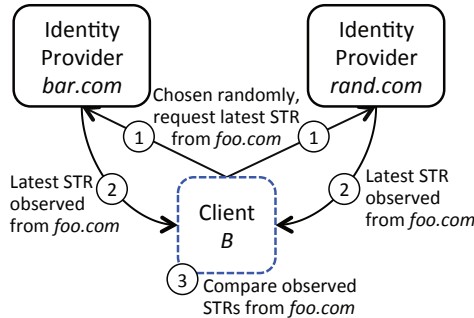 Identity
Provider
bar.com
Identity
Provider
rand.com
Chosen randomly,
request latest STR
from foo.com
1
1
Latest STR
observed
from foo.com
2
2
Latest STR
observed
from foo.com
Client
B
3
Compare observed
STRs from foo.com